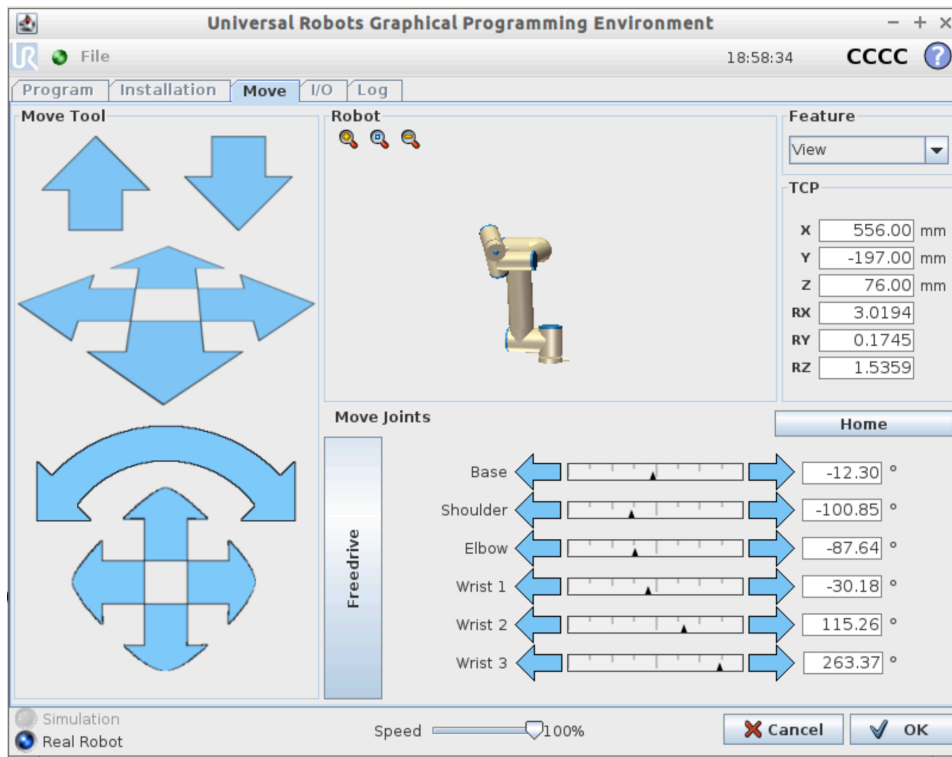 Universal Robots Graphical Programming Environment
UR File 18:58:34 CCCC ?
Program Installation Move I/O Log
Move Tool
Robot
Feature
View
TCP
X 556.00 mm
Y -197.00 mm
Z 76.00 mm
RX 3.0194
RY 0.1745
RZ 1.5359
Move Joints
Home
Freedrive
Base -12.30 °
Shoulder -100.85 °
Elbow -87.64 °
Wrist 1 -30.18 °
Wrist 2 115.26 °
Wrist 3 263.37 °
Simulation
Real Robot
Speed 100%
Cancel OK